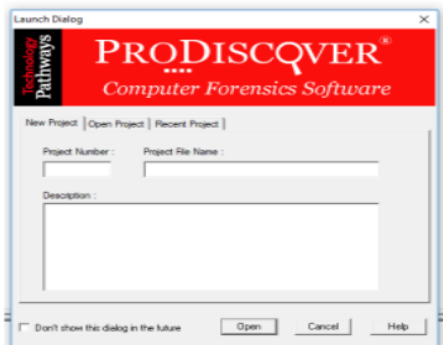 Launch Dialog
Technology
Pathways
PRODISCOVER®
Computer Forensics Software
New Project Open Project Recent Project
Project Number : Project File Name :
Description :
Don't show this dialog in the future Open Cancel Help